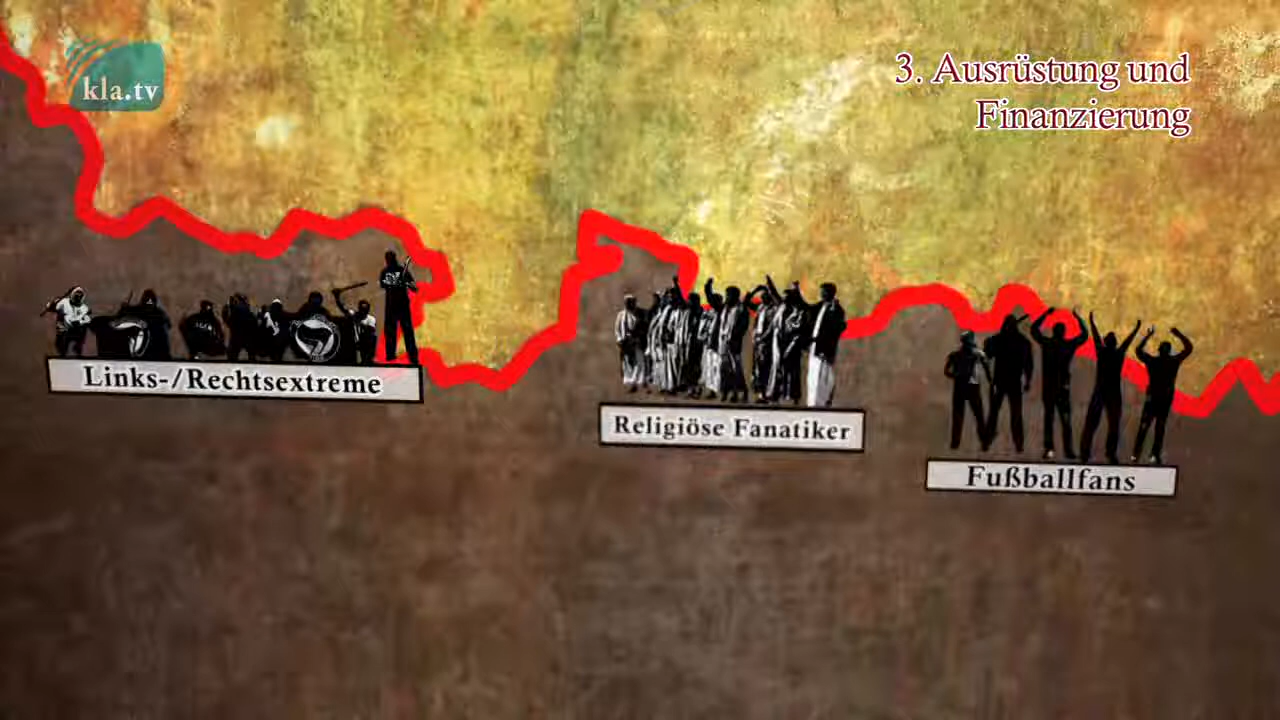 kla.tv
3. Ausrüstung und
Finanzierung
Links-/Rechtsextreme
Religiöse Fanatiker
Fußballfans